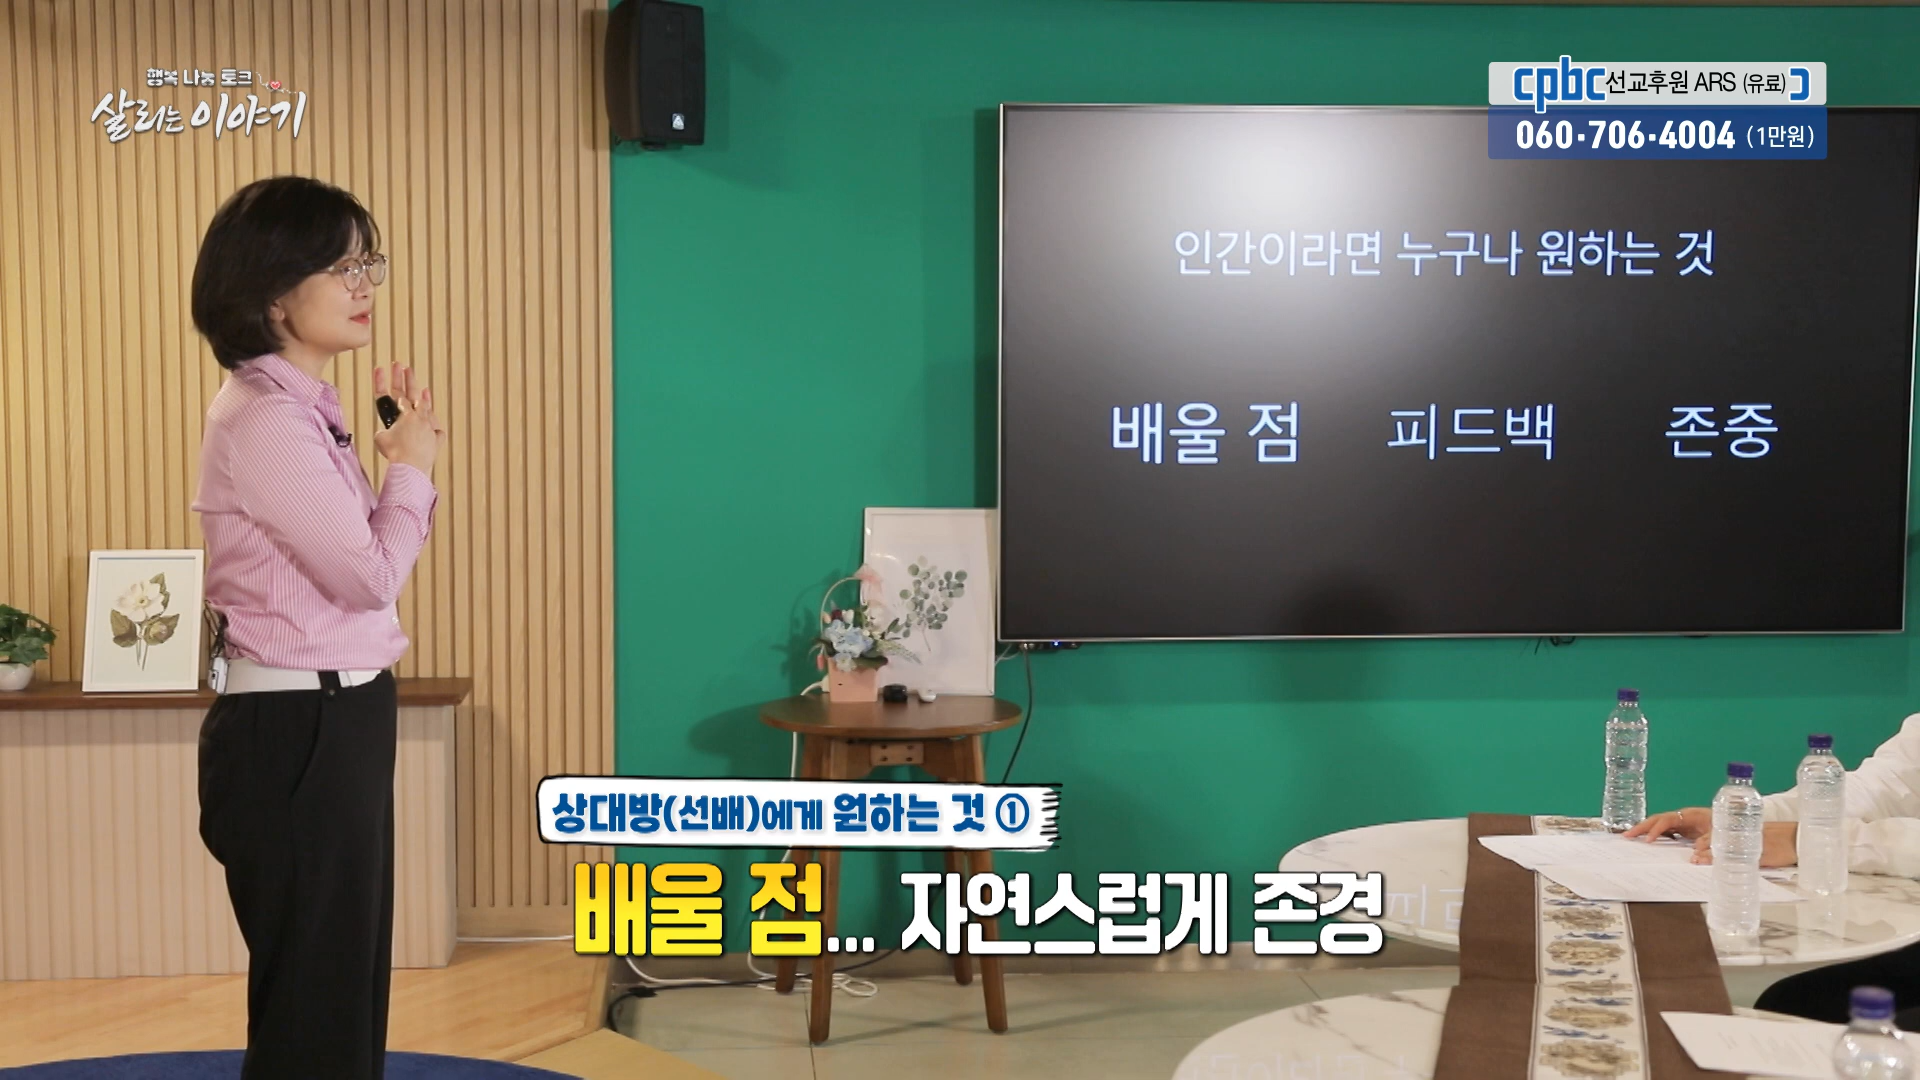 행복 나눔 토크
살리는 이야기
cpbc 선교후원 ARS (유료)
060·706·4004 (1만원)
인간이라면 누구나 원하는 것
배울 점 피드백 존중
상대방(선배)에게 원하는 것 ①
배울 점... 자연스럽게 존경